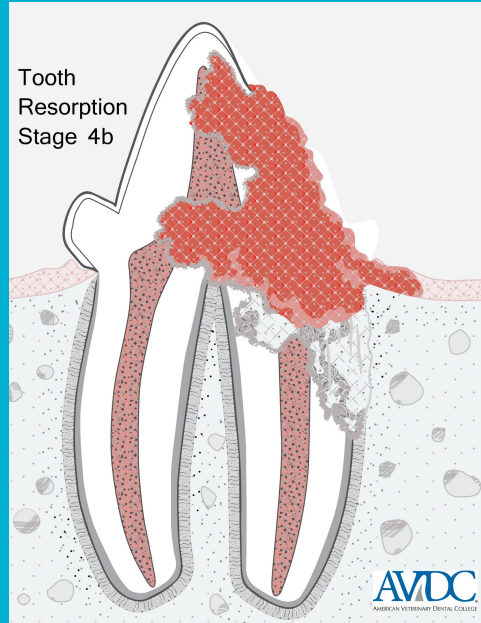 Tooth
Resorption
Stage 4b
AVDC
AMERICAN VETERINARY DENTAL COLLEGE